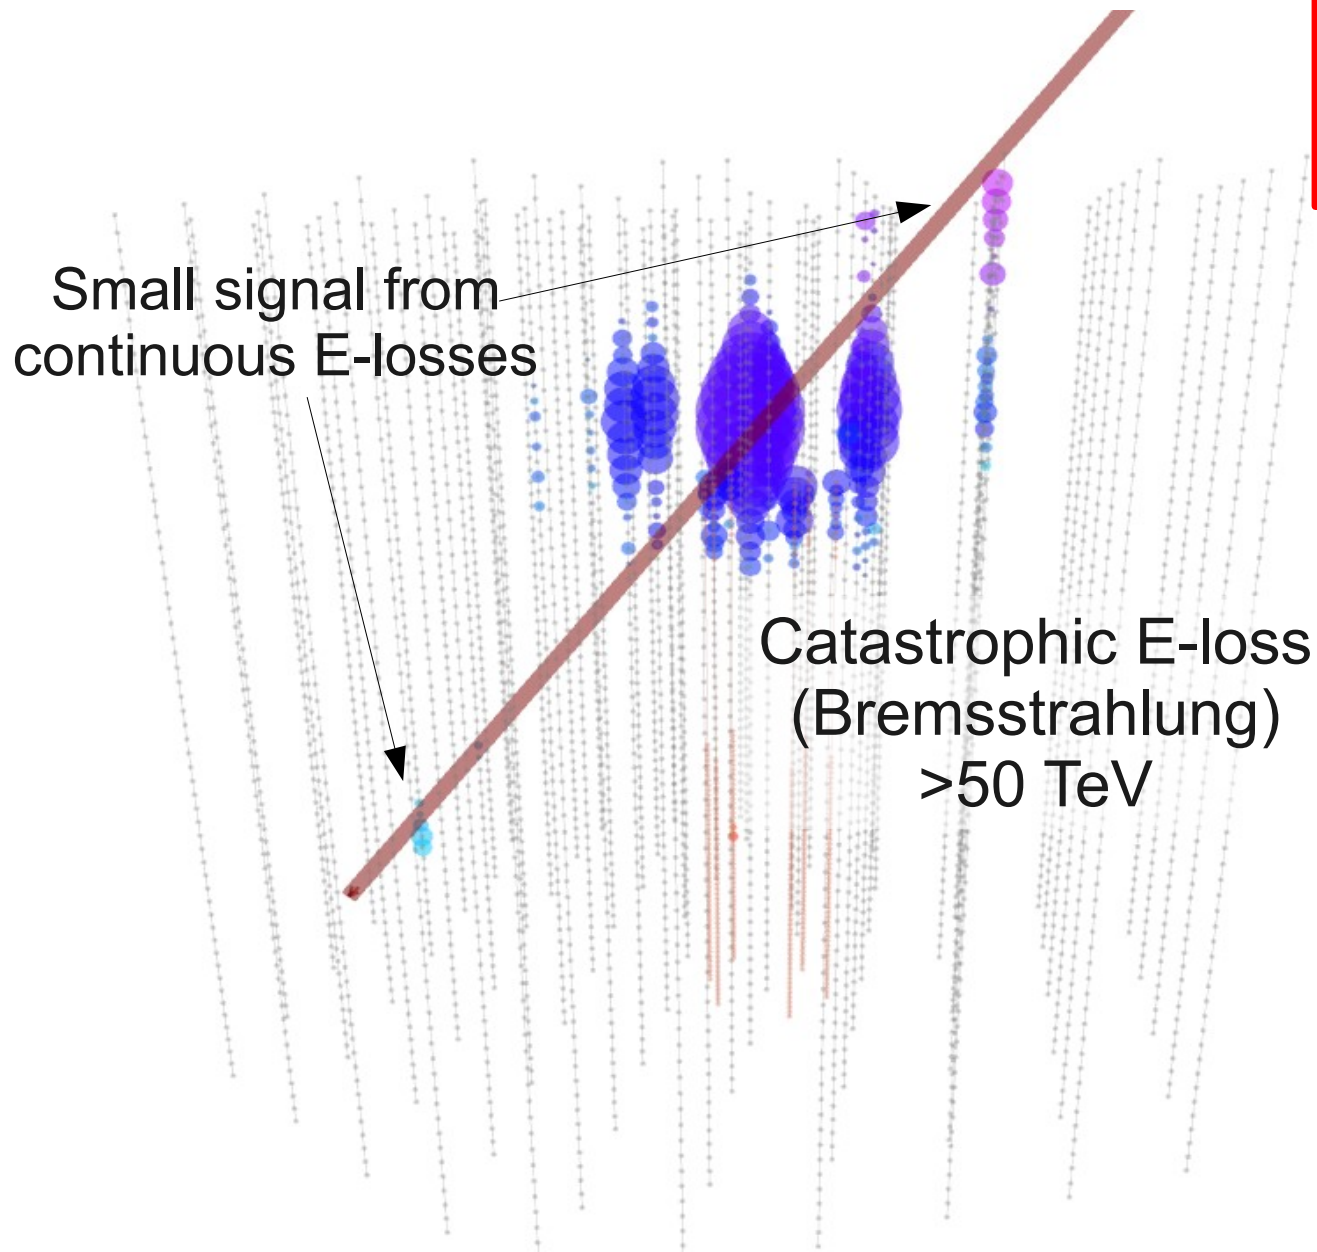 Small signal from
continuous E-losses
Catastrophic E-loss
(Bremsstrahlung)
>50 TeV